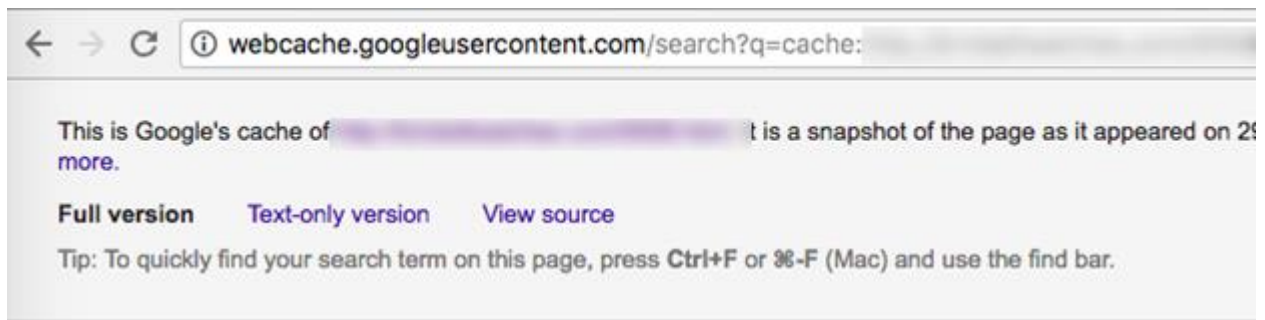 webcache.googleusercontent.com/search?q=cache:
This is Google's cache of t is a snapshot of the page as it appeared on 29
more.
Full version Text-only version View source
Tip: To quickly find your search term on this page, press Ctrl+F or ⌘-F (Mac) and use the find bar.